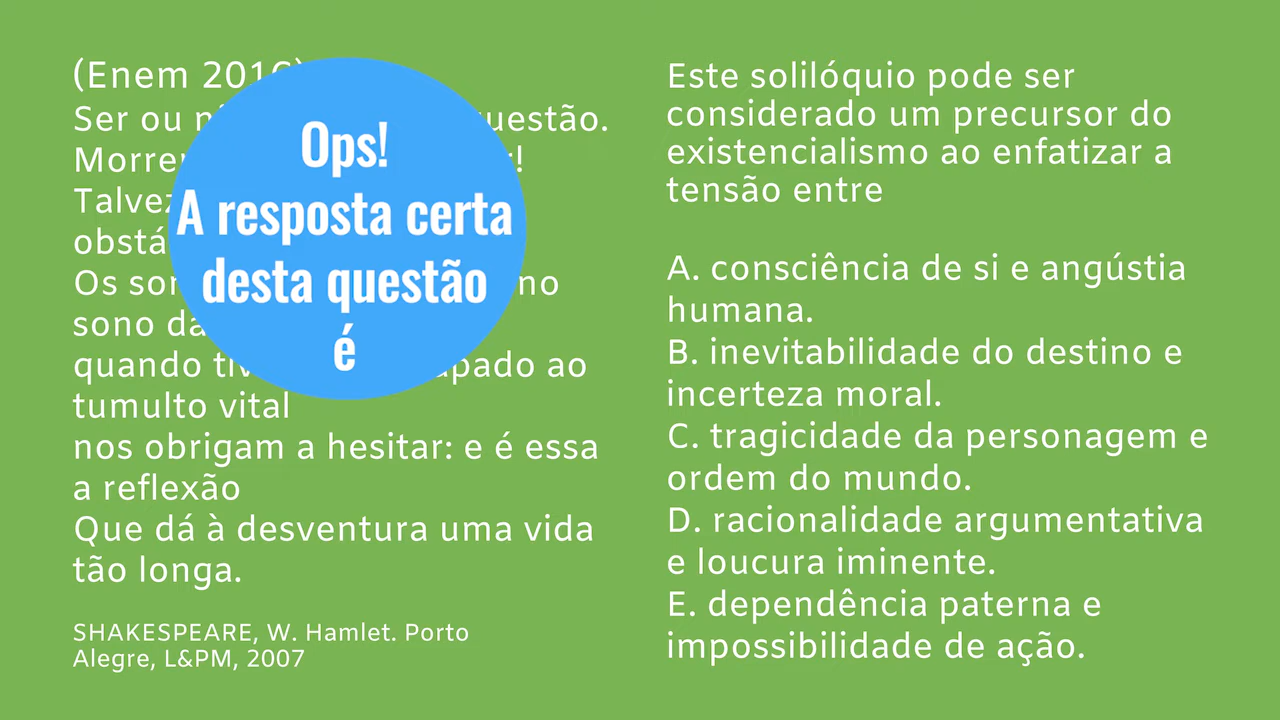 (Enem 201
Ser ou uestão.
Morre !
Talvez
obstá
Os so no
sono da
quando ti pado ao
tumulto vital
nos obrigam a hesitar: e é essa
a reflexão
Que dá à desventura uma vida
tão longa.
SHAKESPEARE, W. Hamlet. Porto
Alegre, L&PM, 2007
Ops!
A resposta certa
desta questão
é
Este solilóquio pode ser
considerado um precursor do
existencialismo ao enfatizar a
tensão entre
A. consciência de si e angústia
humana.
B. inevitabilidade do destino e
incerteza moral.
C. tragicidade da personagem e
ordem do mundo.
D. racionalidade argumentativa
e loucura iminente.
E. dependência paterna e
impossibilidade de ação.